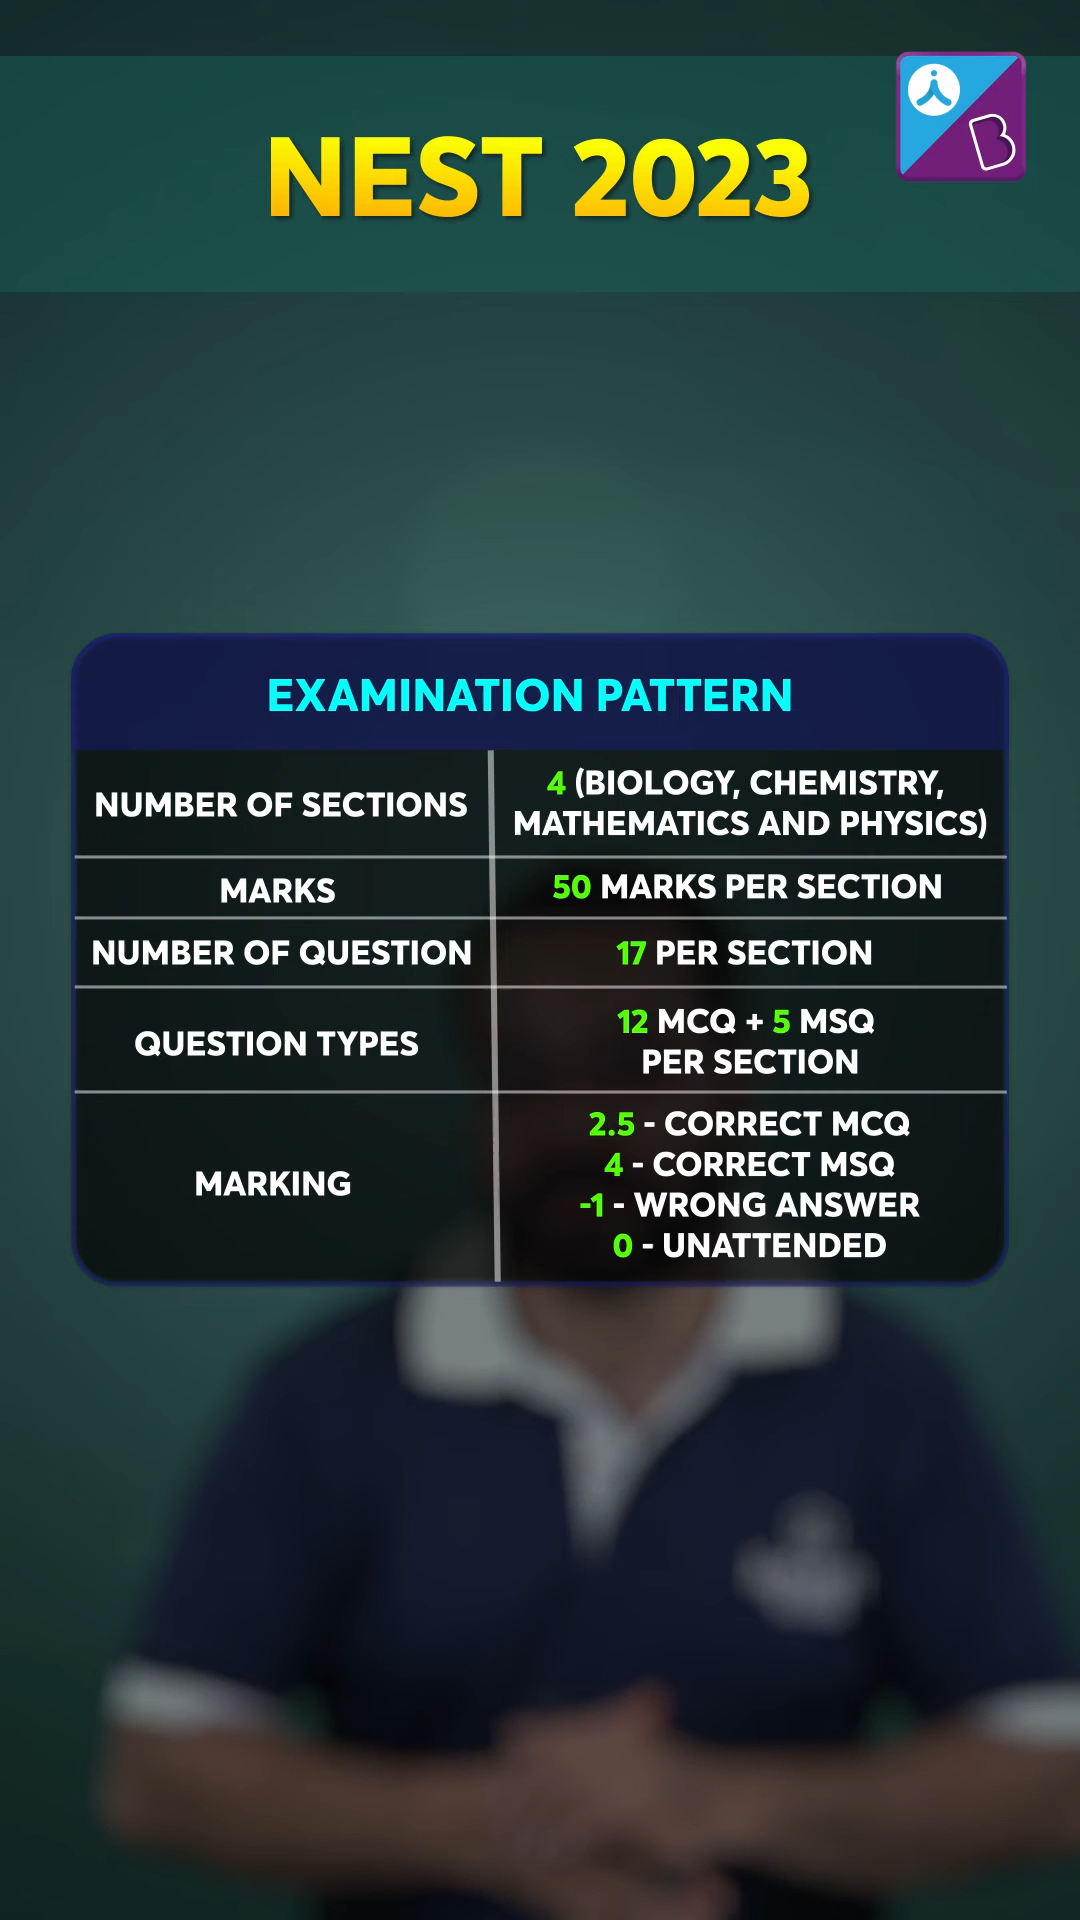 NEST 2023
B
EXAMINATION PATTERN
NUMBER OF SECTIONS
4 (BIOLOGY, CHEMISTRY,
MATHEMATICS AND PHYSICS)
MARKS
50 MARKS PER SECTION
NUMBER OF QUESTION
17 PER SECTION
QUESTION TYPES
12 MCQ + 5 MSQ
PER SECTION
MARKING
2.5 - CORRECT MCQ
4 - CORRECT MSQ
-1 - WRONG ANSWER
0 - UNATTENDED